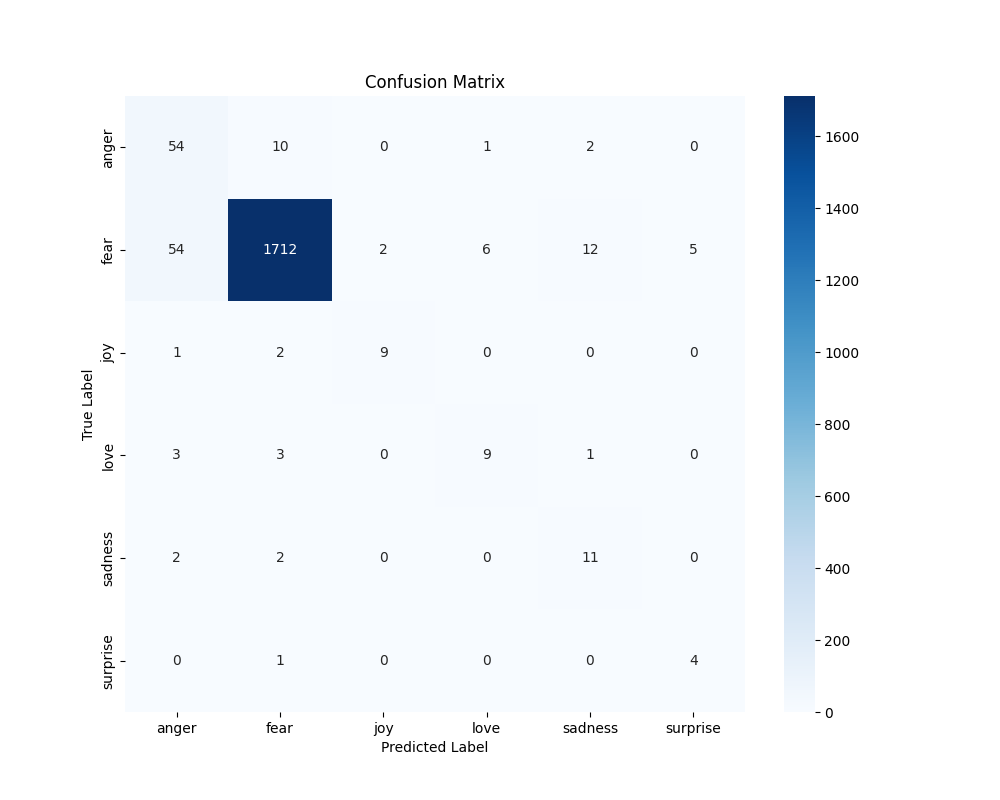 Confusion Matrix
anger 54 10 0 1 2 0
fear 54 1712 2 6 12 5
joy 1 2 9 0 0 0
love 3 3 0 9 1 0
sadness 2 2 0 0 11 0
surprise 0 1 0 0 0 4
anger fear joy love sadness surprise
Predicted Label
True Label
1600
1400
1200
1000
800
600
400
200
0